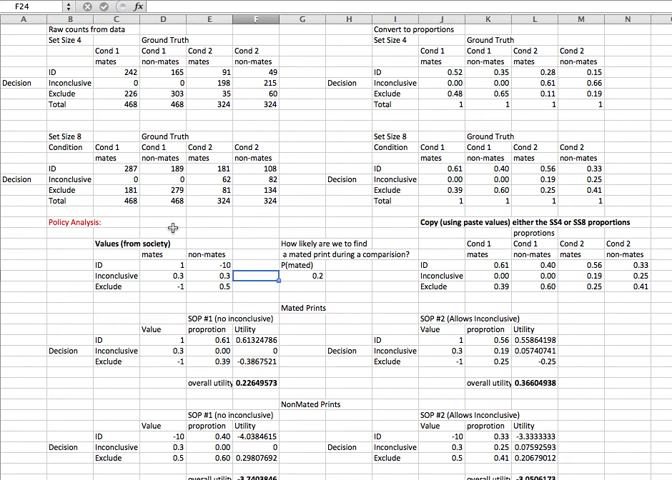 F24 fx
A B C D E F G H I J K L M N
Raw counts from data Convert to proportions
Set Size 4 Ground Truth Set Size 4 Ground Truth
Cond 1 Cond 1 Cond 2 Cond 2 Cond 1 Cond 1 Cond 2 Cond 2
mates non-mates mates non-mates mates non-mates mates non-mates
ID 242 165 91 49 ID 0.52 0.35 0.28 0.15
Decision Inconclusive 0 0 198 215 Decision Inconclusive 0.00 0.00 0.61 0.66
Exclude 226 303 35 60 Exclude 0.48 0.65 0.11 0.19
Total 468 468 324 324 Total 1 1 1 1
Set Size 8 Ground Truth Set Size 8 Ground Truth
Condition Cond 1 Cond 1 Cond 2 Cond 2 Condition Cond 1 Cond 1 Cond 2 Cond 2
mates non-mates mates non-mates mates non-mates mates non-mates
ID 287 189 181 108 ID 0.61 0.40 0.56 0.33
Decision Inconclusive 0 0 62 82 Decision Inconclusive 0.00 0.00 0.19 0.25
Exclude 181 279 81 134 Exclude 0.39 0.60 0.25 0.41
Total 468 468 324 324 Total 1 1 1 1
Policy Analysis: Copy (using paste values) either the SS4 or SS8 proportions
proprotions
Values (from society) How likely are we to find Cond 1 Cond 1 Cond 2 Cond 2
mates non-mates a mated print during a comparision? mates non-mates mates non-mates
ID 1 -10 P(mated) ID 0.61 0.40 0.56 0.33
Inconclusive 0.3 0.3 0.2 Inconclusive 0.00 0.00 0.19 0.25
Exclude -1 0.5 Exclude 0.39 0.60 0.25 0.41
Mated Prints
SOP #1 (no inconclusive) SOP #2 (Allows Inconclusive)
Value proprotion Utility Value proprotion Utility
ID 1 0.61 0.61324786 ID 1 0.56 0.55864198
Decision Inconclusive 0.3 0.00 0 Decision Inconclusive 0.3 0.19 0.05740741
Exclude -1 0.39 -0.3867521 Exclude -1 0.25 -0.25
overall utility 0.22649573 overall utility 0.36604938
NonMated Prints
SOP #1 (no inconclusive) SOP #2 (Allows Inconclusive)
Value proprotion Utility Value proprotion Utility
ID -10 0.40 -4.0384615 ID -10 0.33 -3.3333333
Decision Inconclusive 0.3 0.00 0 Decision Inconclusive 0.3 0.25 0.07592593
Exclude 0.5 0.60 0.29807692 Exclude 0.5 0.41 0.20679012
overall utility -3.7403846 overall utility -3.0506173